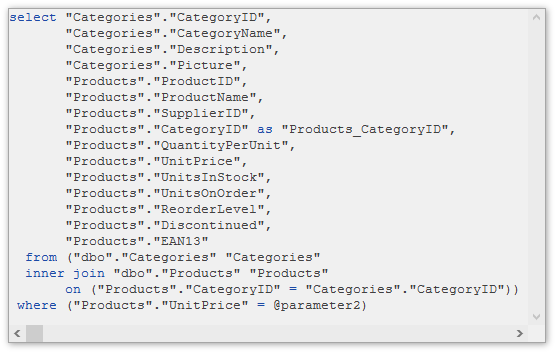 select "Categories"."CategoryID",
"Categories"."CategoryName",
"Categories"."Description",
"Categories"."Picture",
"Products"."ProductID",
"Products"."ProductName",
"Products"."SupplierID",
"Products"."CategoryID" as "Products_CategoryID",
"Products"."QuantityPerUnit",
"Products"."UnitPrice",
"Products"."UnitsInStock",
"Products"."UnitsOnOrder",
"Products"."ReorderLevel",
"Products"."Discontinued",
"Products"."EAN13"
from ("dbo"."Categories" "Categories"
inner join "dbo"."Products" "Products"
on ("Products"."CategoryID" = "Categories"."CategoryID"))
where ("Products"."UnitPrice" = @parameter2)